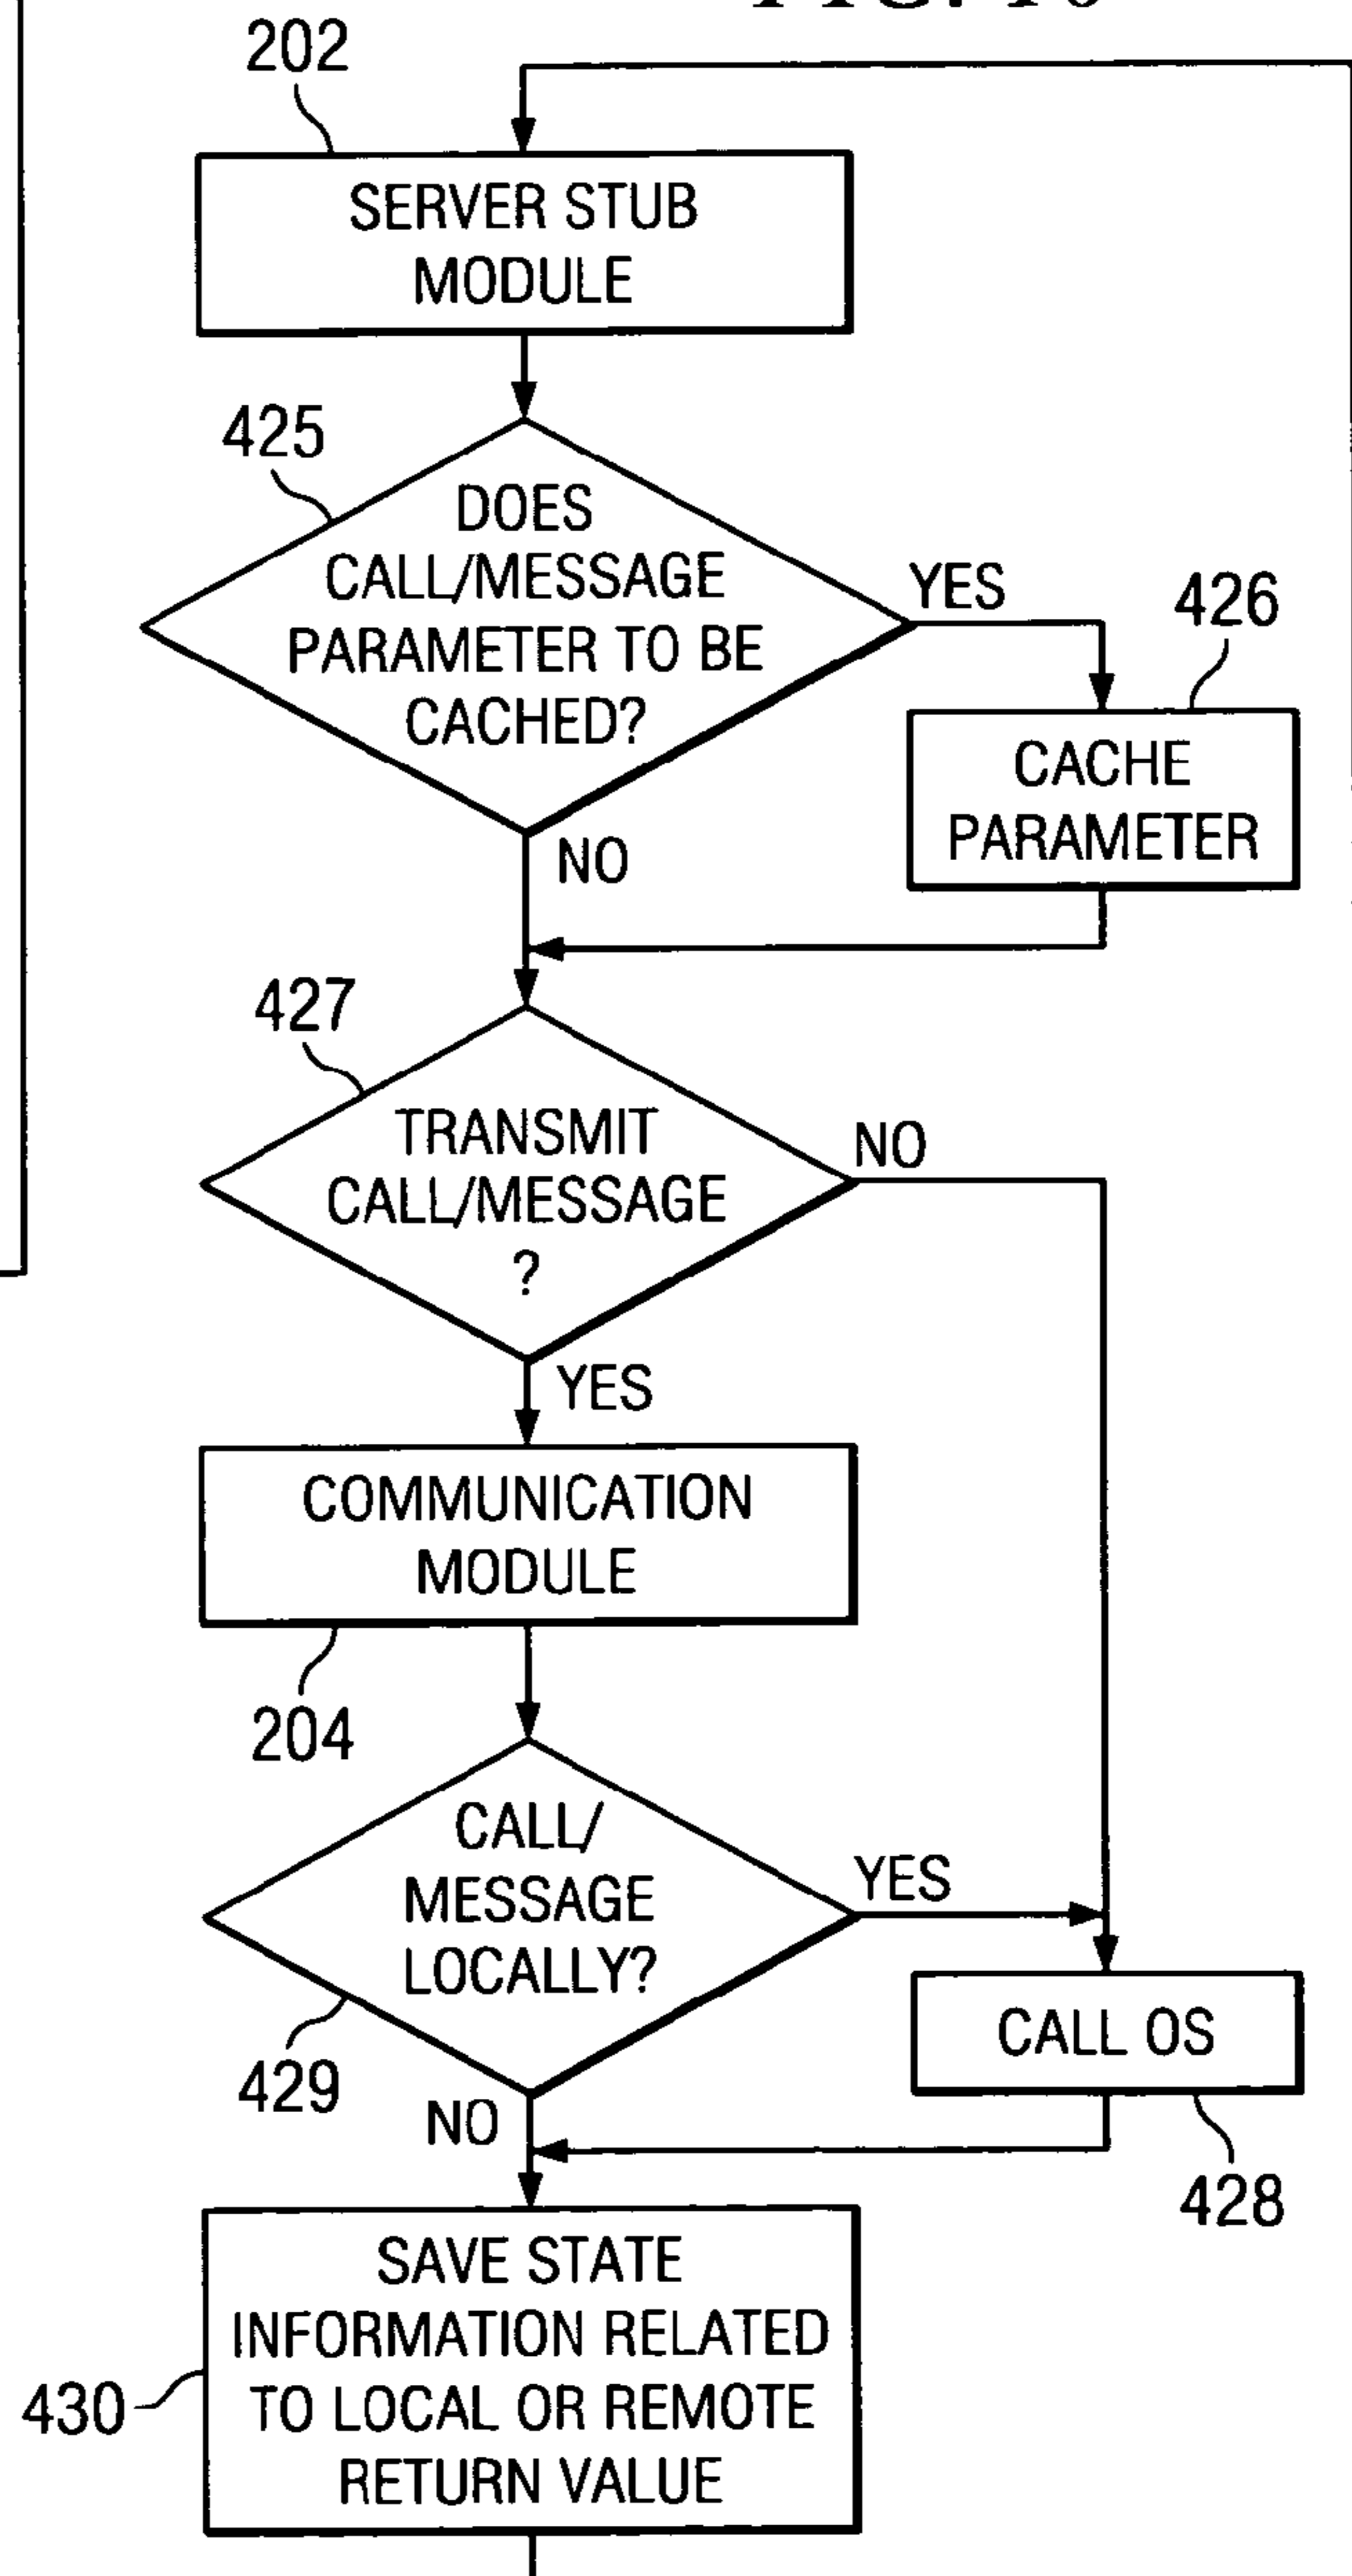 202
SERVER STUB
MODULE
425
DOES
CALL/MESSAGE
PARAMETER TO BE
CACHED?
YES
426
CACHE
PARAMETER
NO
427
TRANSMIT
CALL/MESSAGE
?
NO
YES
COMMUNICATION
MODULE
204
CALL/
MESSAGE
LOCALLY?
YES
429
NO
CALL OS
428
SAVE STATE
INFORMATION RELATED
TO LOCAL OR REMOTE
RETURN VALUE
430